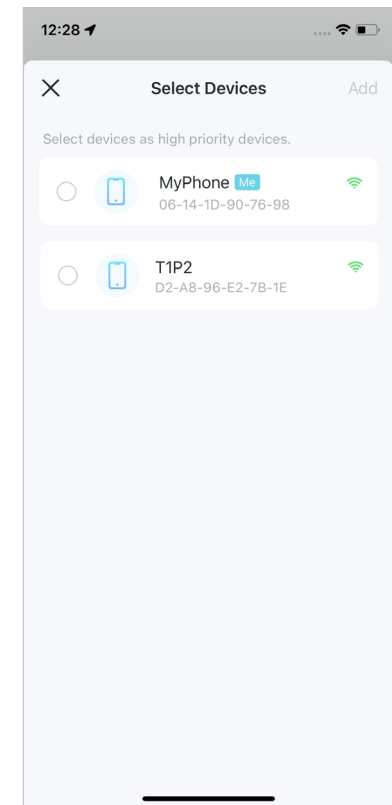 12:28
Select Devices
Add
Select devices as high priority devices.
MyPhone Me
06-14-1D-90-76-98
T1P2
D2-A8-96-E2-7B-1E